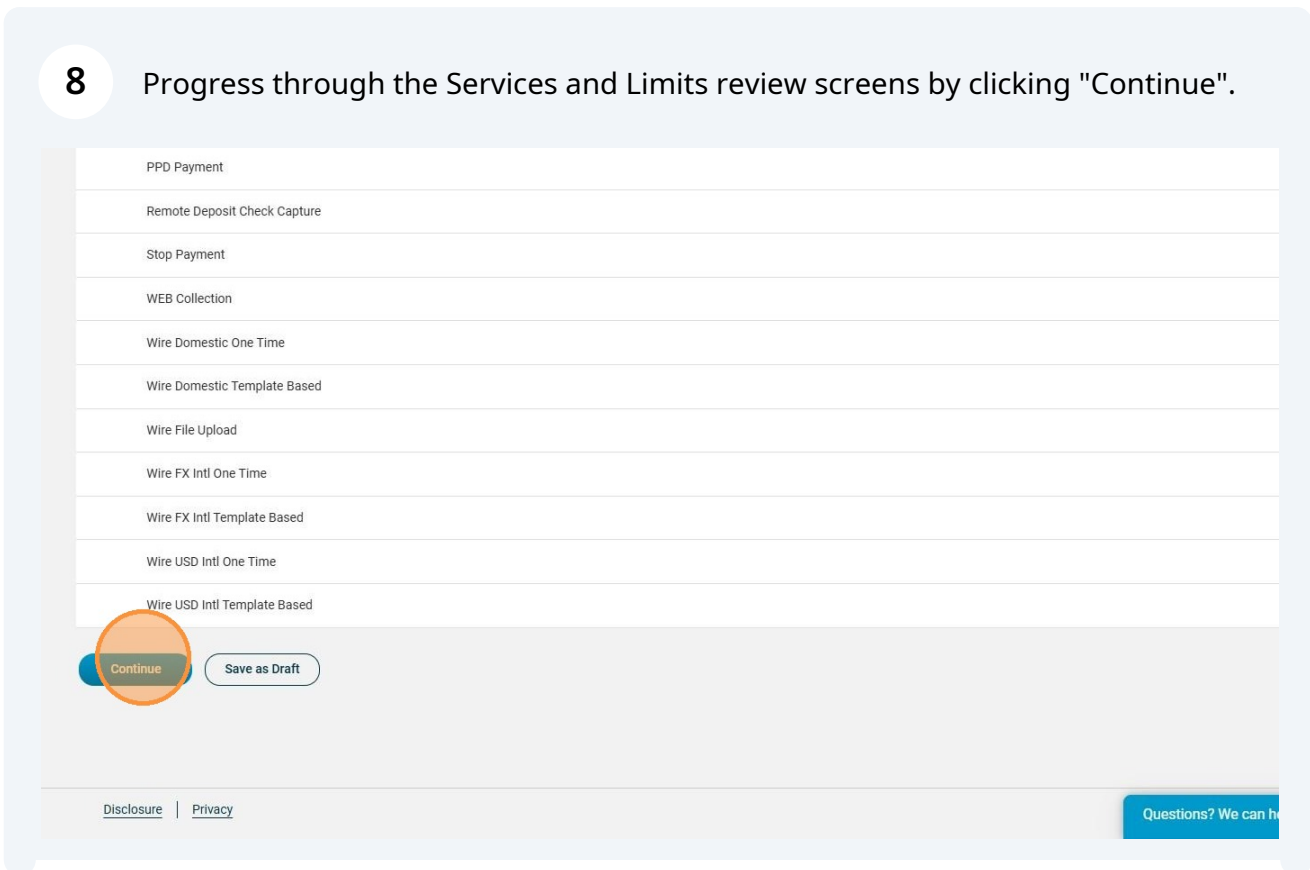 8
Progress through the Services and Limits review screens by clicking "Continue".
PPD Payment
Remote Deposit Check Capture
Stop Payment
WEB Collection
Wire Domestic One Time
Wire Domestic Template Based
Wire File Upload
Wire FX Intl One Time
Wire FX Intl Template Based
Wire USD Intl One Time
Wire USD Intl Template Based
Continue Save as Draft
Disclosure | Privacy
Questions? We can